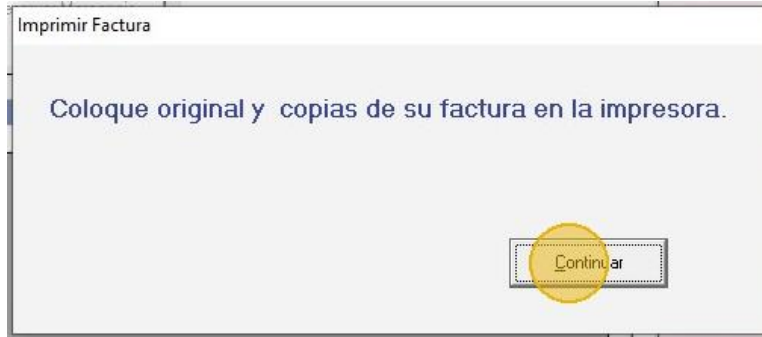 Imprimir Factura
Coloque original y  copias de su factura en la impresora.
Continuar